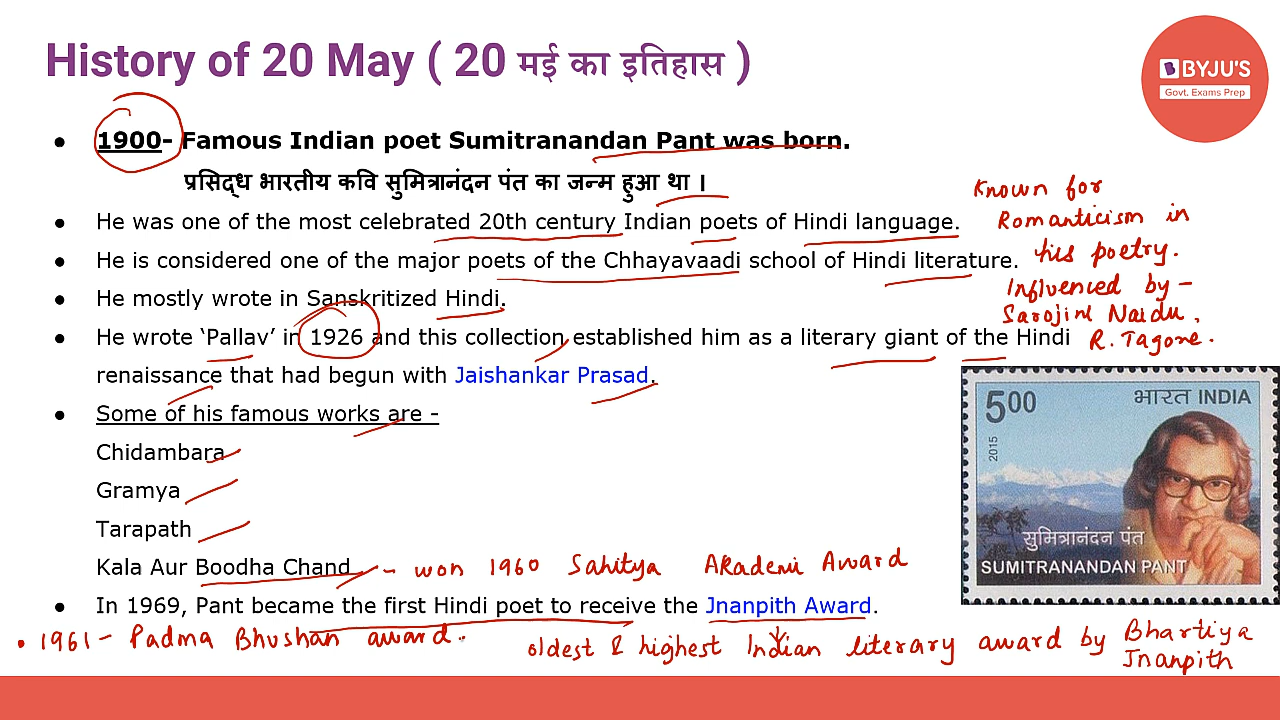 History of 20 May ( 20 मई का इतिहास )
BYJU'S
Govt. Exams Prep
● 1900- Famous Indian poet Sumitranandan Pant was born.
प्रसिद्ध भारतीय कवि सुमित्रानंदन पंत का जन्म हुआ था ।
● He was one of the most celebrated 20th century Indian poets of Hindi language.
● He is considered one of the major poets of the Chhayavaadi school of Hindi literature.
● He mostly wrote in Sanskritized Hindi.
● He wrote ‘Pallav’ in 1926 and this collection established him as a literary giant of the Hindi
renaissance that had begun with Jaishankar Prasad.
● Some of his famous works are -
Chidambara
Gramya
Tarapath
Kala Aur Boodha Chand - won 1960 Sahitya Akademi Award
● In 1969, Pant became the first Hindi poet to receive the Jnanpith Award.
• 1961- Padma Bhushan award.
oldest & highest Indian literary award by Bhartiya
Jnanpith
Known for
Romanticism in
his poetry.
Influenced by -
Sarojini Naidu,
R. Tagore.
500
भारत INDIA
2015
सुमित्रानंदन पंत
SUMITRANANDAN PANT